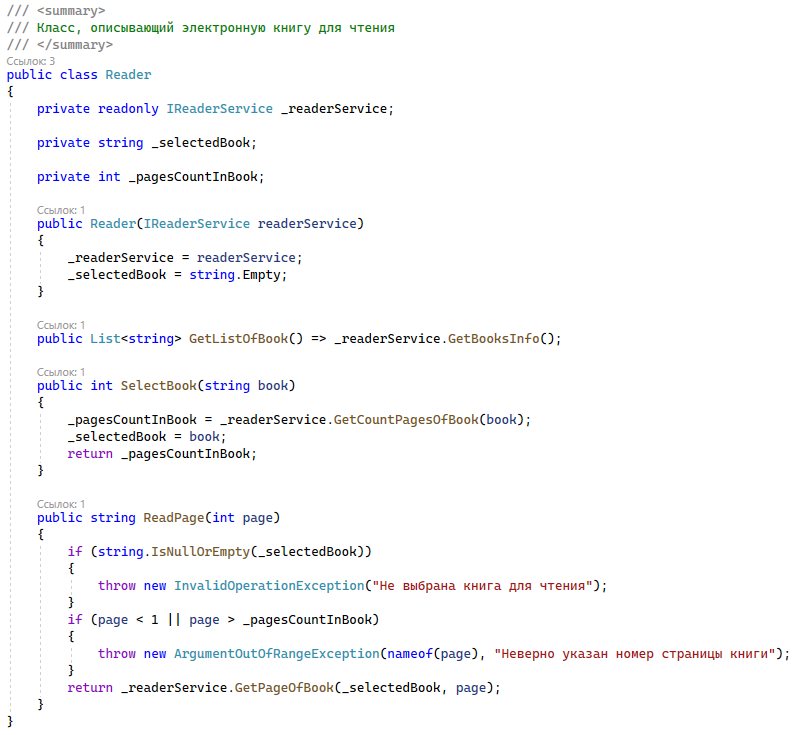 /// <summary>
/// Класс, описывающий электронную книгу для чтения
/// </summary>
Ссылок: 3
public class Reader
{
    private readonly IReaderService _readerService;

    private string _selectedBook;

    private int _pagesCountInBook;

    Ссылок: 1
    public Reader(IReaderService readerService)
    {
        _readerService = readerService;
        _selectedBook = string.Empty;
    }

    Ссылок: 1
    public List<string> GetListOfBook() => _readerService.GetBooksInfo();

    Ссылок: 1
    public int SelectBook(string book)
    {
        _pagesCountInBook = _readerService.GetCountPagesOfBook(book);
        _selectedBook = book;
        return _pagesCountInBook;
    }

    Ссылок: 1
    public string ReadPage(int page)
    {
        if (string.IsNullOrEmpty(_selectedBook))
        {
            throw new InvalidOperationException("Не выбрана книга для чтения");
        }
        if (page < 1 || page > _pagesCountInBook)
        {
            throw new ArgumentOutOfRangeException(nameof(page), "Неверно указан номер страницы книги");
        }
        return _readerService.GetPageOfBook(_selectedBook, page);
    }
}